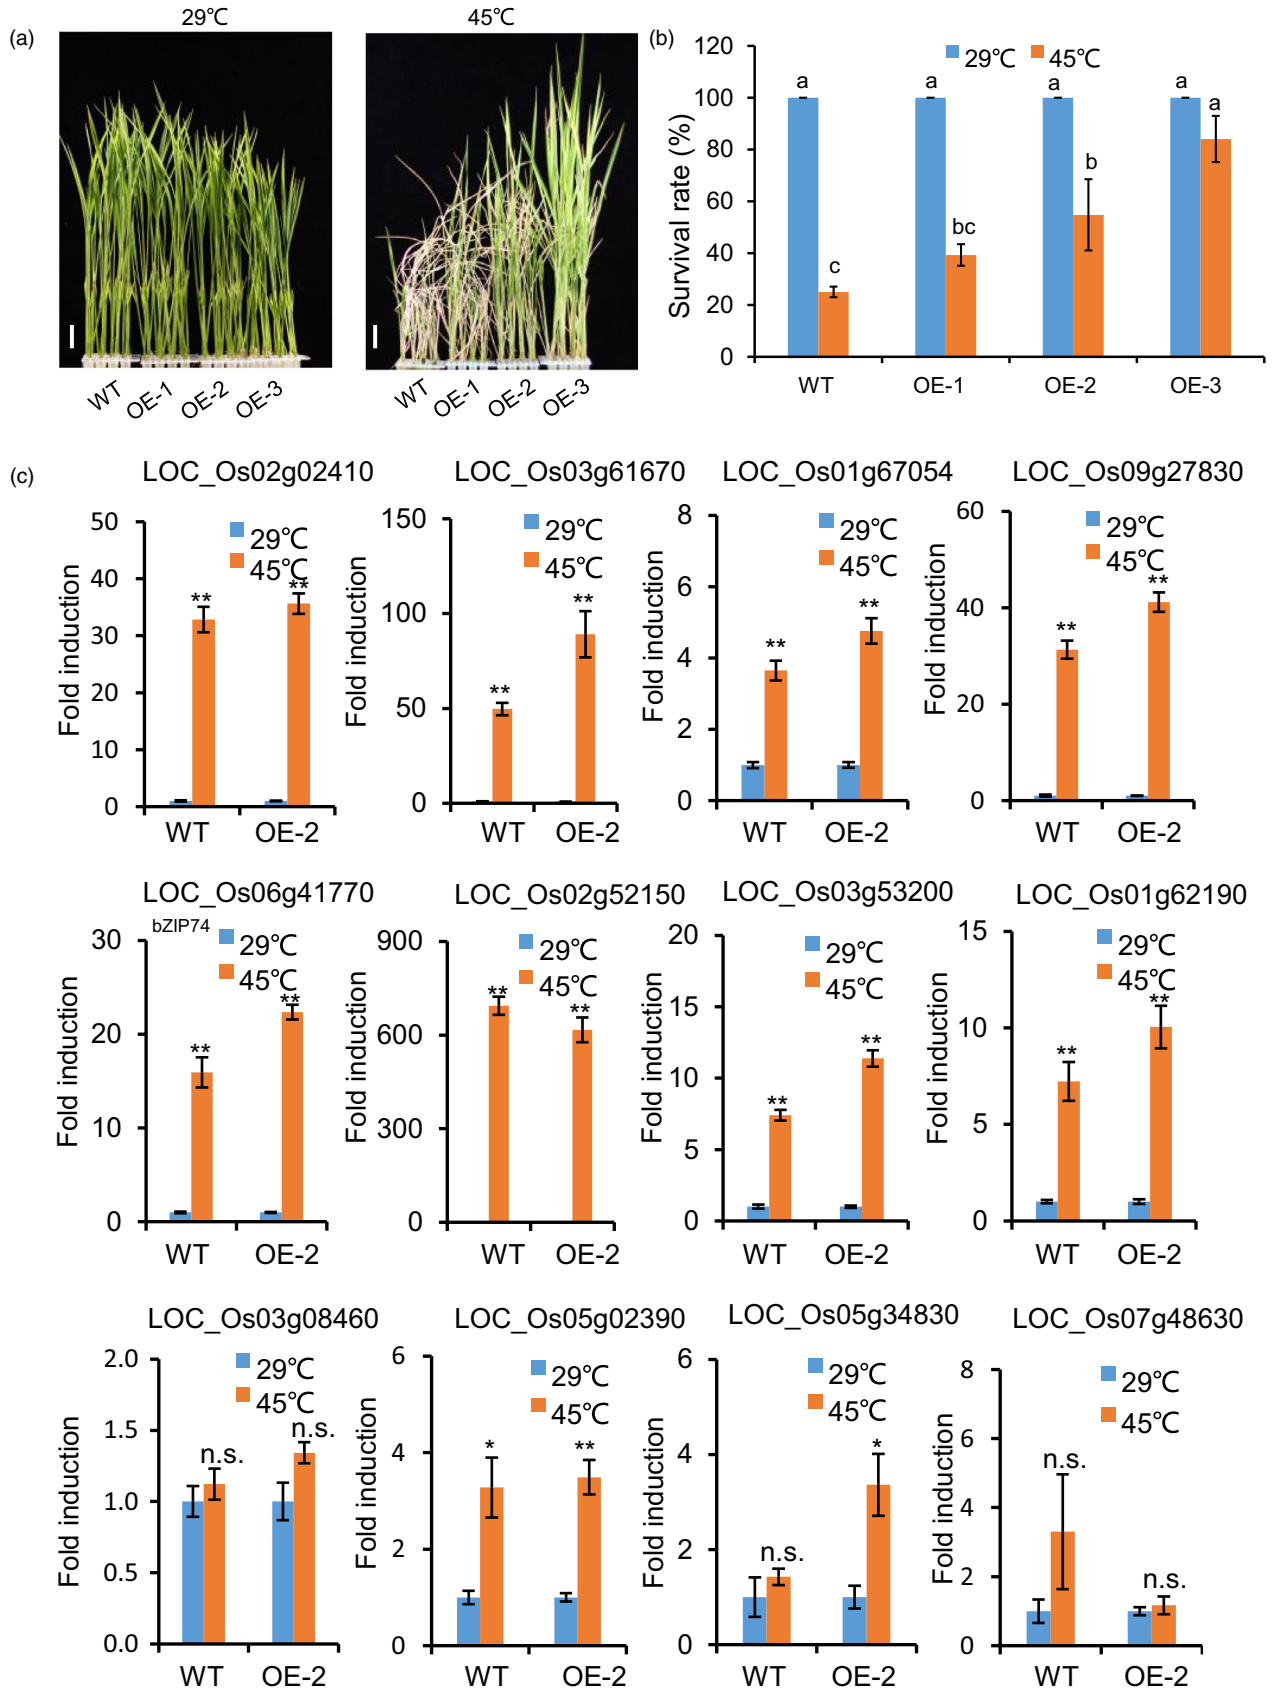 (a)
29℃
45℃
WT
OE-1
OE-2
OE-3
WT
OE-1
OE-2
OE-3
(b)
Survival rate (%)
120
100
80
60
40
20
0
29℃
45℃
a
c
a
bc
a
b
a
a
WT
OE-1
OE-2
OE-3
(c)
LOC_Os02g02410
Fold induction
50
40
30
20
10
0
29℃
45℃
**
**
WT
OE-2
LOC_Os03g61670
Fold induction
150
100
50
0
29℃
45℃
**
**
WT
OE-2
LOC_Os01g67054
Fold induction
8
6
4
2
0
29℃
45℃
**
**
WT
OE-2
LOC_Os09g27830
Fold induction
60
40
20
0
29℃
45℃
**
**
WT
OE-2
LOC_Os06g41770
bZIP74
Fold induction
30
20
10
0
29℃
45℃
**
**
WT
OE-2
LOC_Os02g52150
Fold induction
900
600
300
0
29℃
45℃
**
**
WT
OE-2
LOC_Os03g53200
Fold induction
20
15
10
5
0
29℃
45℃
**
**
WT
OE-2
LOC_Os01g62190
Fold induction
15
10
5
0
29℃
45℃
**
**
WT
OE-2
LOC_Os03g08460
Fold induction
2.0
1.5
1.0
0.5
0.0
29℃
45℃
n.s.
n.s.
WT
OE-2
LOC_Os05g02390
Fold induction
6
4
2
0
29℃
45℃
*
**
WT
OE-2
LOC_Os05g34830
Fold induction
6
4
2
0
29℃
45℃
n.s.
*
WT
OE-2
LOC_Os07g48630
Fold induction
8
6
4
2
0
29℃
45℃
n.s.
n.s.
WT
OE-2